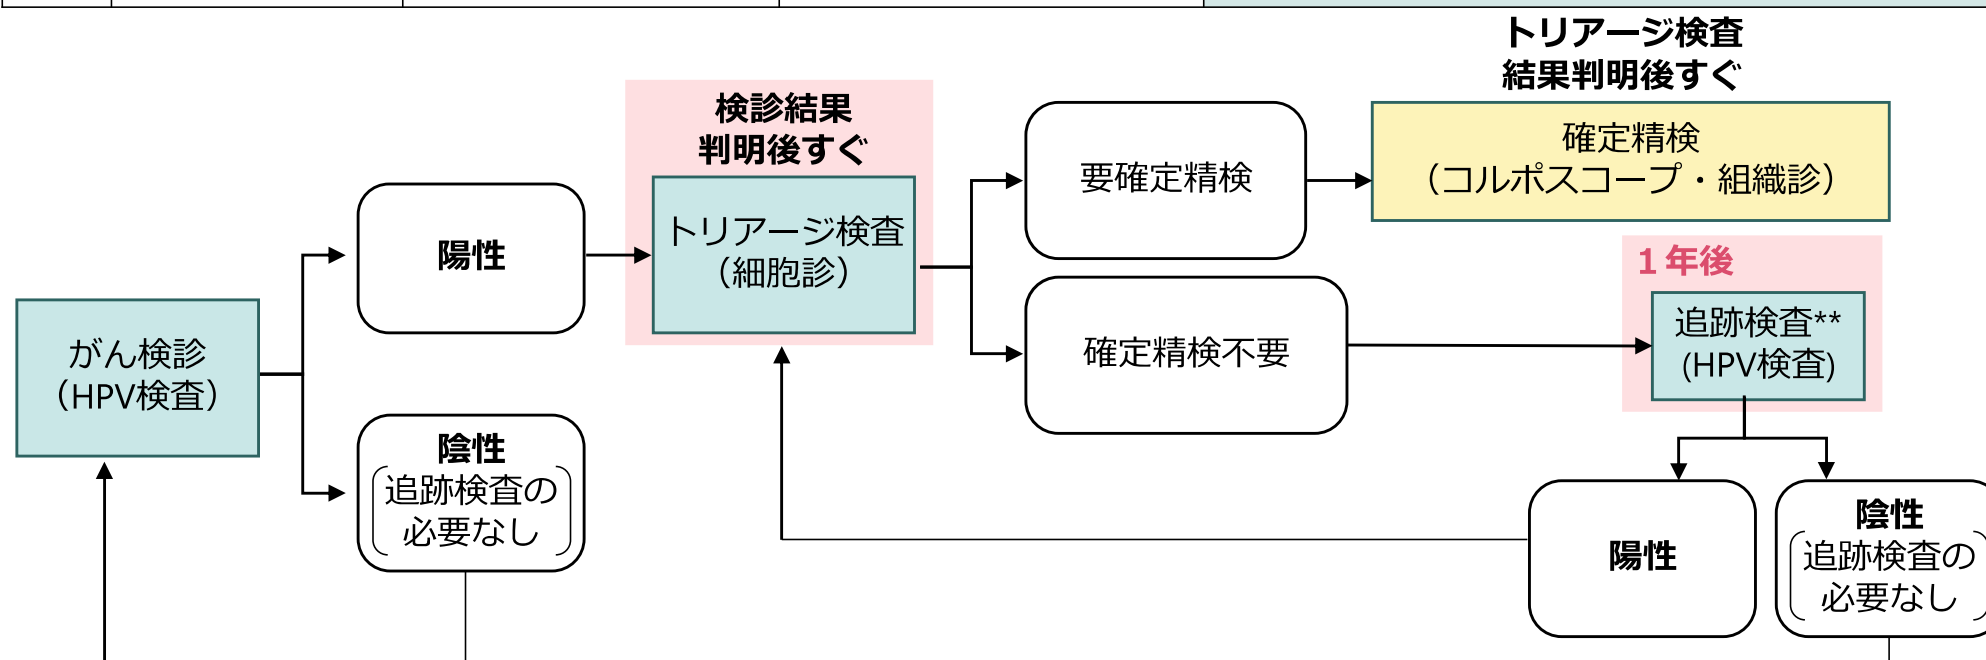 トリアージ検査
結果判明後すぐ
検診結果
判明後すぐ
確定精検
（コルポスコープ・組織診）
要確定精検
トリアージ検査
（細胞診）
陽性
１年後
追跡検査**
(HPV検査)
確定精検不要
がん検診
（HPV検査）
陰性
追跡検査の
必要なし
陽性
陰性
追跡検査の
必要なし